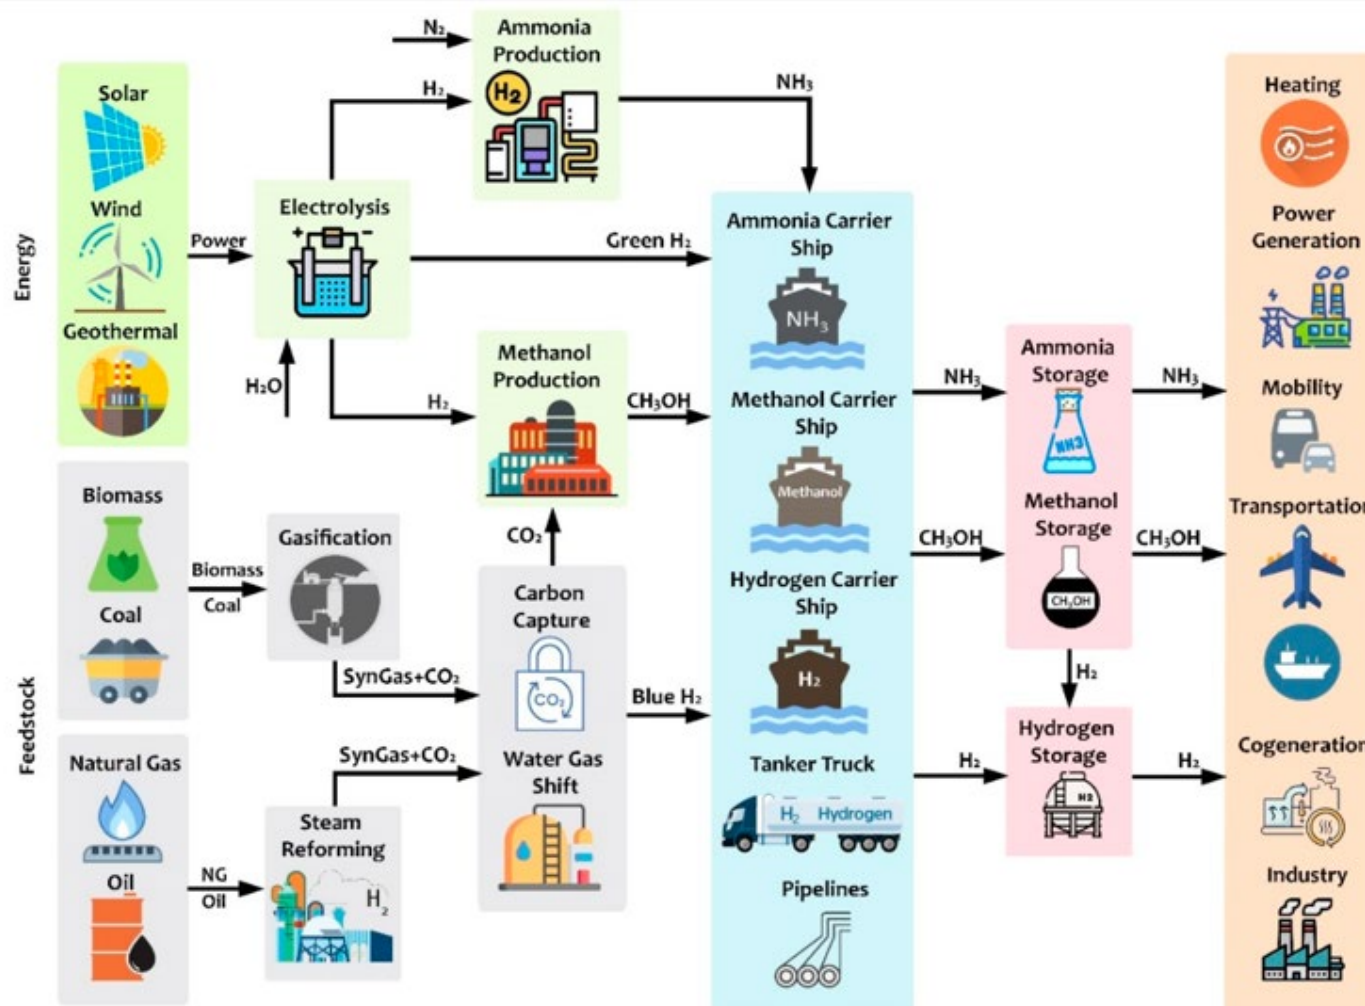 Energy
Solar
Wind
Geothermal
Power
Electrolysis
H₂O
N₂
H₂
Ammonia
Production
H₂
NH₃
Green H₂
H₂
Methanol
Production
CH₃OH
CO₂
Feedstock
Biomass
Coal
Biomass
Coal
Gasification
SynGas+CO₂
Natural Gas
Oil
NG
Oil
Steam
Reforming
H₂
SynGas+CO₂
Carbon
Capture
CO₂
Water Gas
Shift
Blue H₂
Ammonia Carrier
Ship
NH₃
Methanol Carrier
Ship
Methanol
Hydrogen Carrier
Ship
H₂
Tanker Truck
H₂ Hydrogen
Pipelines
NH₃
CH₃OH
H₂
Ammonia
Storage
NH3
Methanol
Storage
CH₃OH
H₂
Hydrogen
Storage
H2
NH₃
CH₃OH
H₂
Heating
Power
Generation
Mobility
Transportation
Cogeneration
Industry